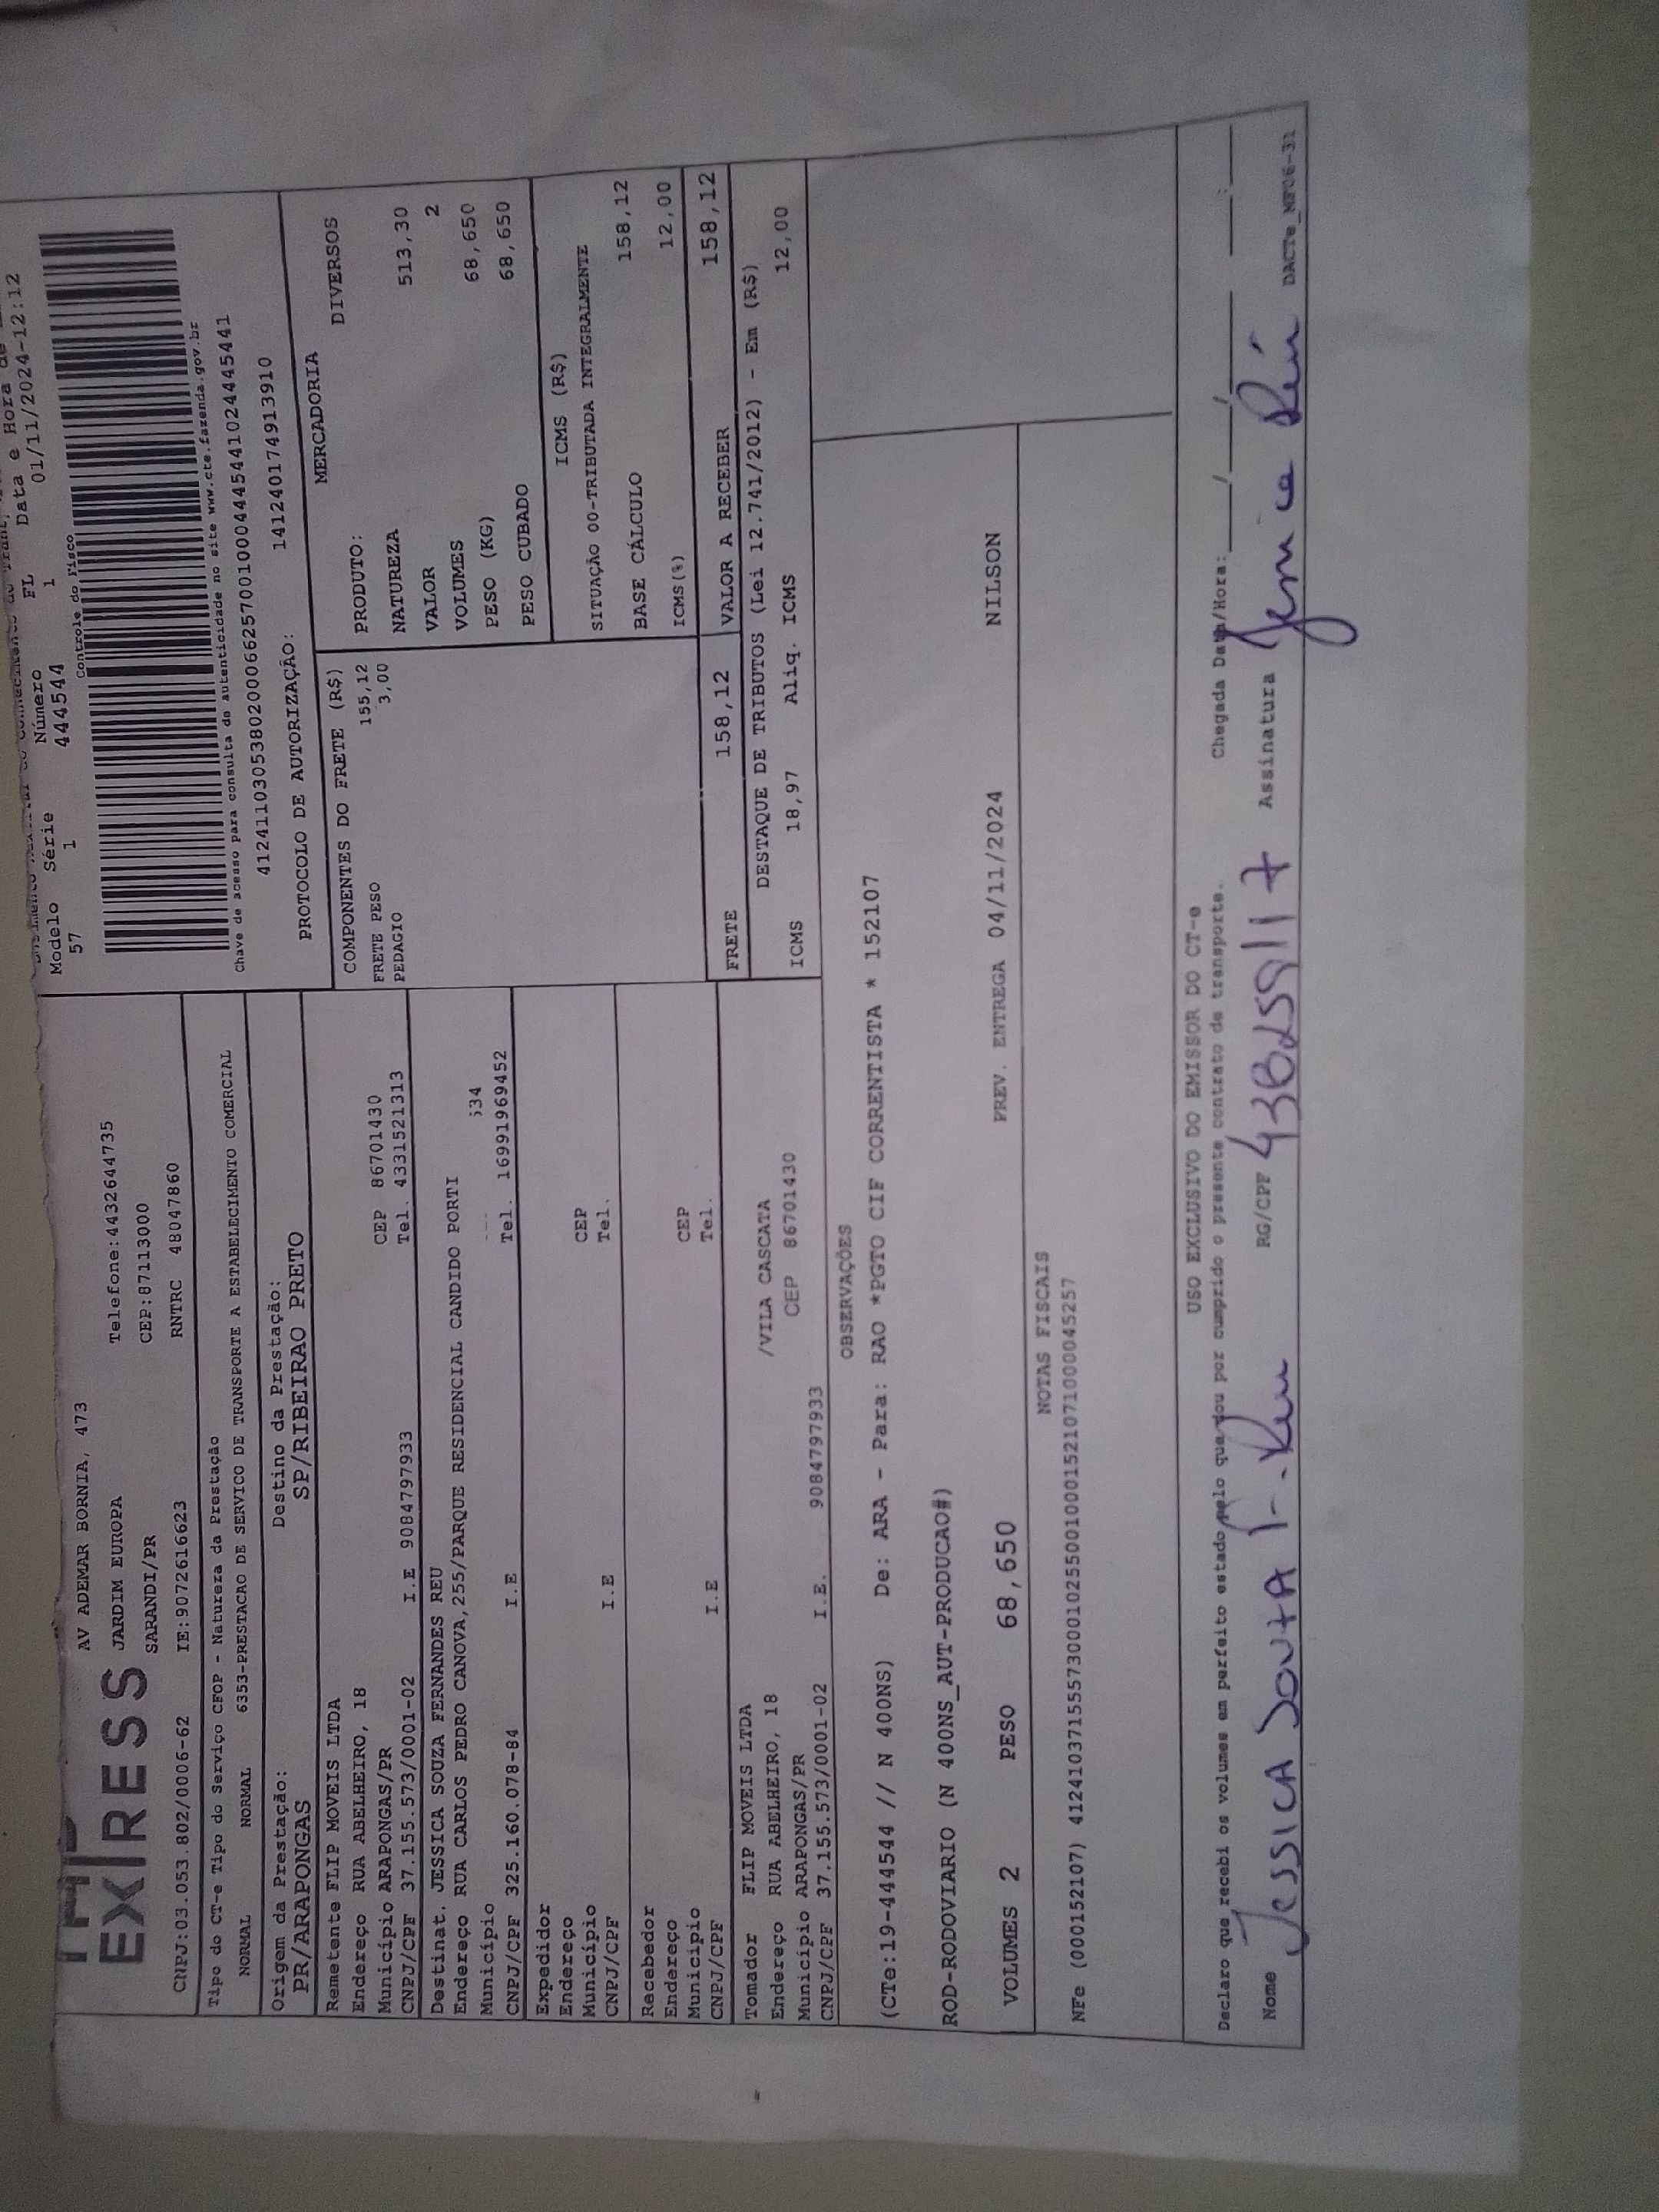 Modelo Série Número FL Data e Hora de
57 1 444544 1 01/11/2024-12:12
EXPRESS
AV ADEMAR BORNIA, 473
JARDIM EUROPA Telefone:4432644735
SARANDI/PR CEP:87113000
CNPJ:03.053.802/0006-62 IE:9072616623 RNTRC 48047860
Controle do Fisco
Chave de acesso para consulta de autenticidade no site www.cte.fazenda.gov.br
41241103053802000662570010004445441024445441
PROTOCOLO DE AUTORIZAÇÃO: 141240174913910
Tipo do CT-e Tipo do Serviço CFOP - Natureza da Prestação
NORMAL NORMAL 6353-PRESTACAO DE SERVICO DE TRANSPORTE A ESTABELECIMENTO COMERCIAL
Origem da Prestação: Destino da Prestação:
PR/ARAPONGAS SP/RIBEIRAO PRETO
Remetente FLIP MOVEIS LTDA
Endereço RUA ABELHEIRO, 18
Município ARAPONGAS/PR CEP 86701430
CNPJ/CPF 37.155.573/0001-02 I.E 9084797933 Tel. 433152​1313
Destinat. JESSICA SOUZA FERNANDES REU
Endereço RUA CARLOS PEDRO CANOVA,255/PARQUE RESIDENCIAL CANDIDO PORTI
Município 534
CNPJ/CPF 325.160.078-84 I.E Tel. 16991969452
Expedidor
Endereço
Município CEP
CNPJ/CPF I.E Tel.
Recebedor
Endereço
Município CEP
CNPJ/CPF I.E Tel.
Tomador FLIP MOVEIS LTDA
Endereço RUA ABELHEIRO, 18 /VILA CASCATA
Município ARAPONGAS/PR CEP 86701430
CNPJ/CPF 37.155.573/0001-02 I.E. 9084797933
COMPONENTES DO FRETE (R$)
FRETE PESO 155,12
PEDAGIO 3,00
MERCADORIA
PRODUTO: DIVERSOS
NATUREZA
VALOR 513,30
VOLUMES 2
PESO (KG) 68,650
PESO CUBADO 68,650
ICMS (R$)
SITUAÇÃO 00-TRIBUTADA INTEGRALMENTE
BASE CÁLCULO 158,12
ICMS(%) 12,00
FRETE 158,12 VALOR A RECEBER 158,12
DESTAQUE DE TRIBUTOS (Lei 12.741/2012) - Em (R$)
ICMS 18,97 Aliq. ICMS 12,00
OBSERVAÇÕES
(CTe:19-444544 // N 400NS) De: ARA - Para: RAO *PGTO CIF CORRENTISTA * 152107
ROD-RODOVIARIO (N 400NS_AUT-PRODUCAO#)
VOLUMES 2 PESO 68,650 PREV. ENTREGA 04/11/2024 NILSON
NOTAS FISCAIS
NFe (000152107) 41241037155573000102550010001521071000045257
USO EXCLUSIVO DO EMISSOR DO CT-e
Declaro que recebi os volumes em perfeito estado pelo que dou por cumprido o presente contrato de transporte. Chegada Data/Hora: ___/___/___ ___:___
Nome Jessica Souza F. Reu RG/CPF Assinatura Jessica Reu
DACTe_MF06-31